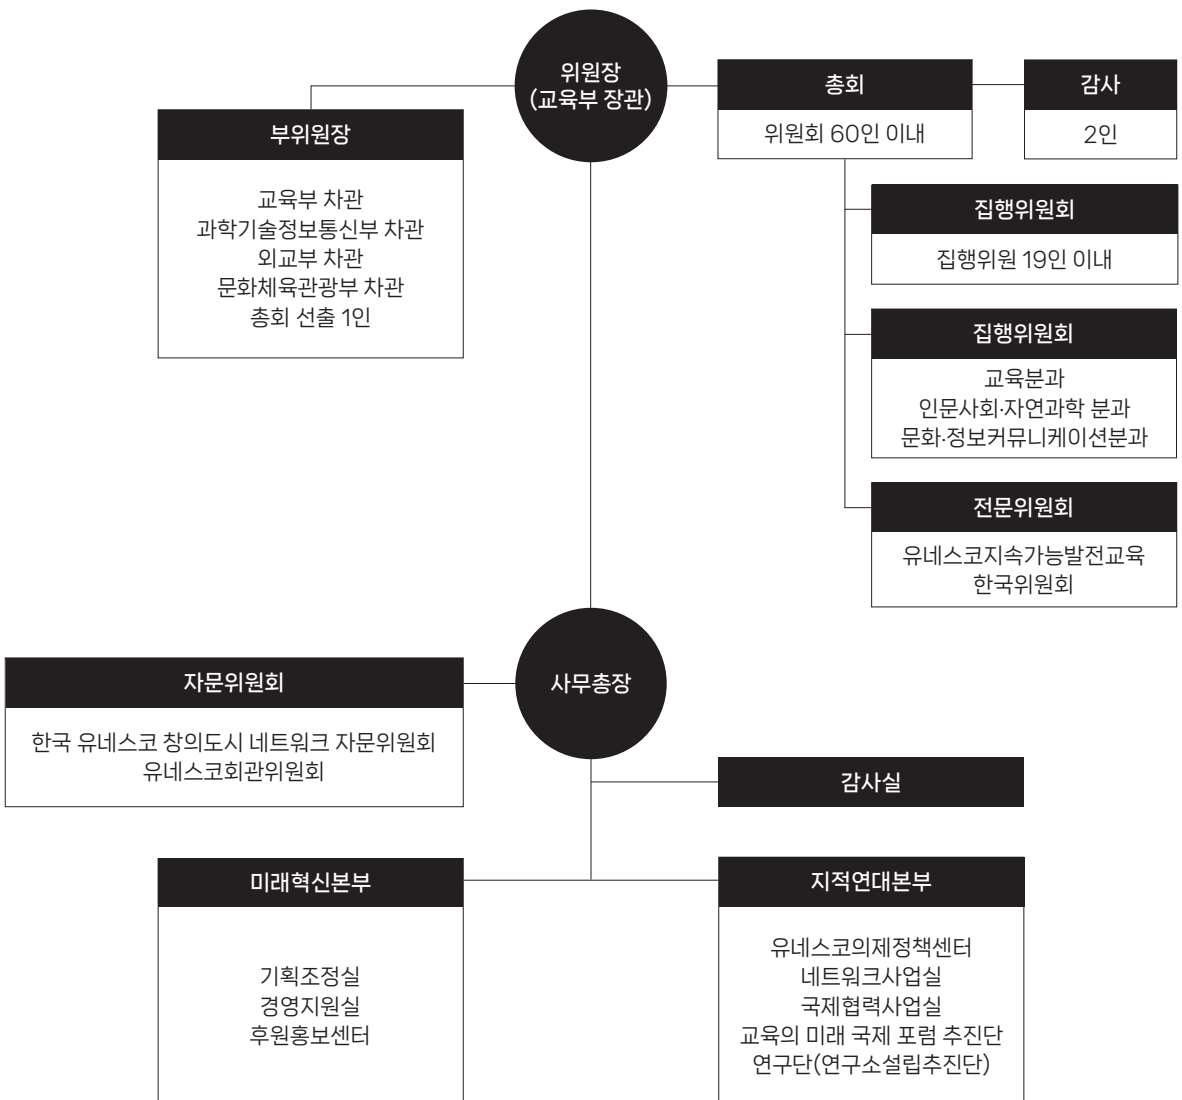 위원장
(교육부 장관)
총회
위원회 60인 이내
감사
2인
부위원장
교육부 차관
과학기술정보통신부 차관
외교부 차관
문화체육관광부 차관
총회 선출 1인
집행위원회
집행위원 19인 이내
집행위원회
교육분과
인문사회·자연과학 분과
문화·정보커뮤니케이션분과
전문위원회
유네스코지속가능발전교육
한국위원회
사무총장
자문위원회
한국 유네스코 창의도시 네트워크 자문위원회
유네스코회관위원회
감사실
미래혁신본부
기획조정실
경영지원실
후원홍보센터
지적연대본부
유네스코의제정책센터
네트워크사업실
국제협력사업실
교육의 미래 국제 포럼 추진단
연구단(연구소설립추진단)